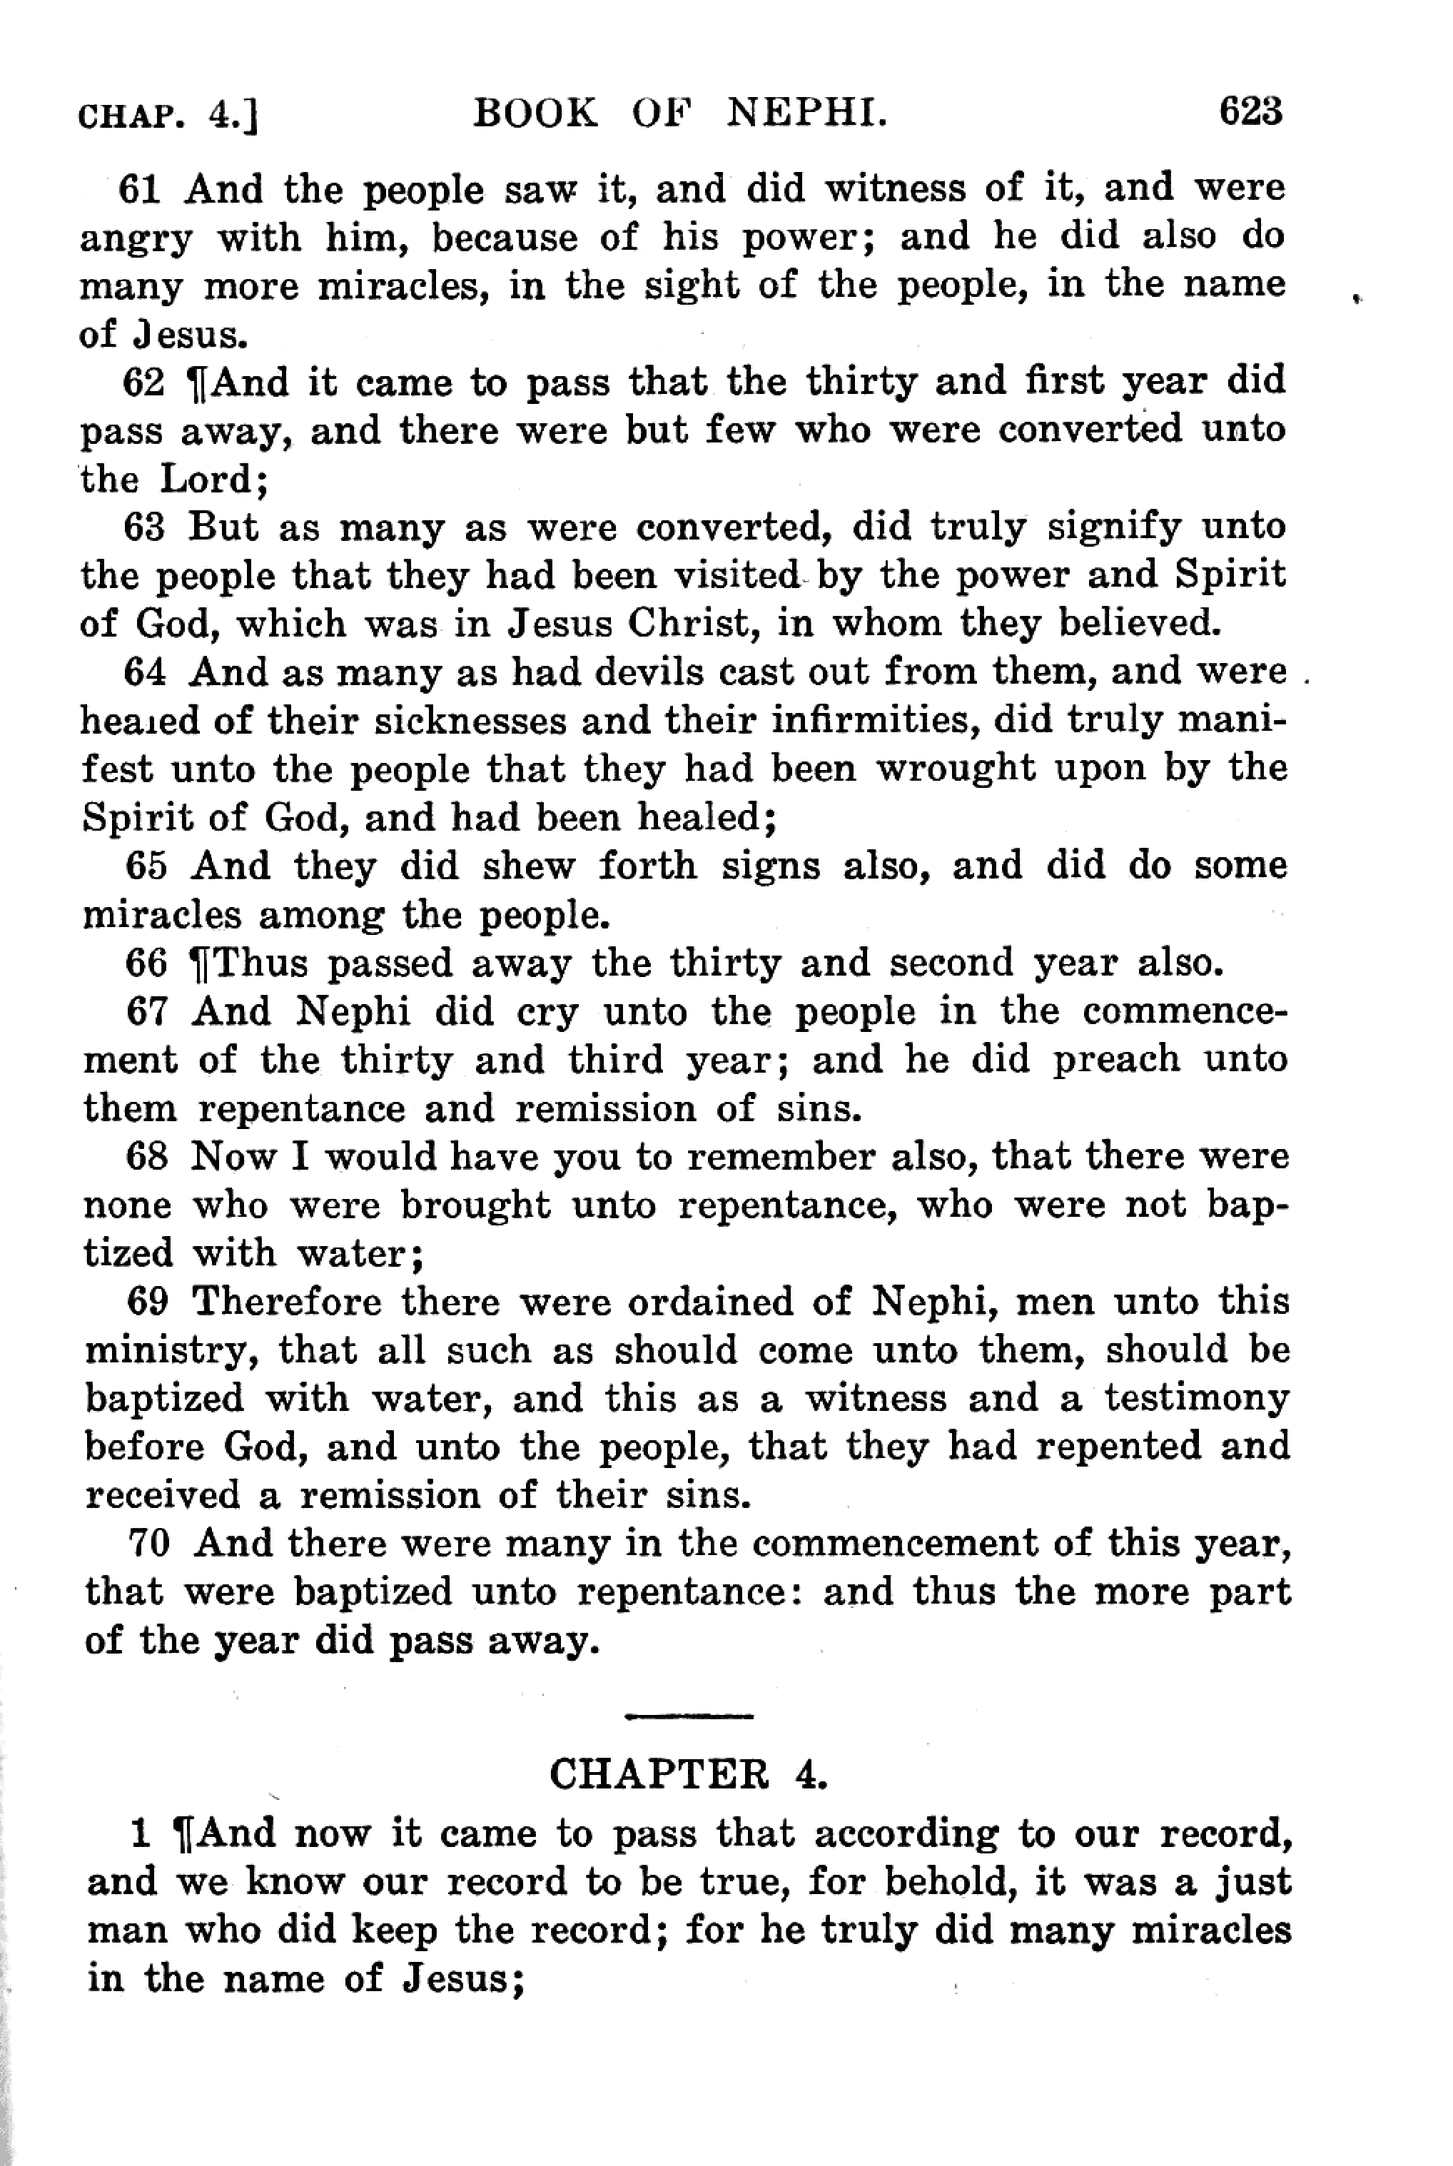 CHAP. 4.] BOOK OF NEPHI. 623
61 And the people saw it, and did witness of it, and were
angry with him, because of his power; and he did also do
many more miracles, in the sight of the people, in the name
of Jesus.
62 ¶And it came to pass that the thirty and first year did
pass away, and there were but few who were converted unto
the Lord;
63 But as many as were converted, did truly signify unto
the people that they had been visited by the power and Spirit
of God, which was in Jesus Christ, in whom they believed.
64 And as many as had devils cast out from them, and were
healed of their sicknesses and their infirmities, did truly mani-
fest unto the people that they had been wrought upon by the
Spirit of God, and had been healed;
65 And they did shew forth signs also, and did do some
miracles among the people.
66 ¶Thus passed away the thirty and second year also.
67 And Nephi did cry unto the people in the commence-
ment of the thirty and third year; and he did preach unto
them repentance and remission of sins.
68 Now I would have you to remember also, that there were
none who were brought unto repentance, who were not bap-
tized with water;
69 Therefore there were ordained of Nephi, men unto this
ministry, that all such as should come unto them, should be
baptized with water, and this as a witness and a testimony
before God, and unto the people, that they had repented and
received a remission of their sins.
70 And there were many in the commencement of this year,
that were baptized unto repentance: and thus the more part
of the year did pass away.
CHAPTER 4.
1 ¶And now it came to pass that according to our record,
and we know our record to be true, for behold, it was a just
man who did keep the record; for he truly did many miracles
in the name of Jesus;